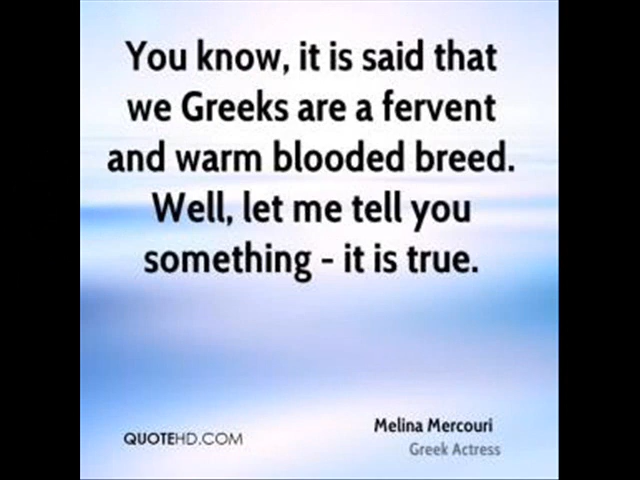 You know, it is said that
we Greeks are a fervent
and warm blooded breed.
Well, let me tell you
something - it is true.
Melina Mercouri
QUOTEHD.COM
Greek Actress